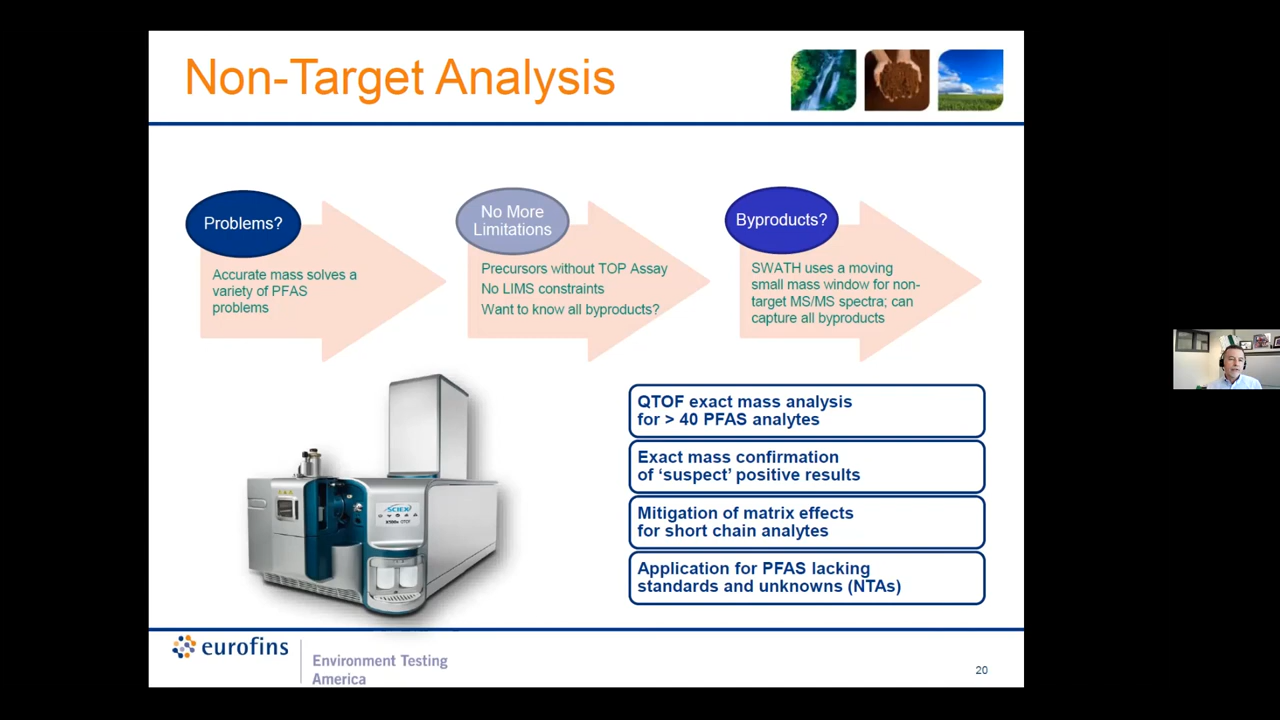 Non-Target Analysis
Problems?
Accurate mass solves a
variety of PFAS
problems
No More
Limitations
Precursors without TOP Assay
No LIMS constraints
Want to know all byproducts?
Byproducts?
SWATH uses a moving
small mass window for non-
target MS/MS spectra; can
capture all byproducts
SCIEX
QTOF exact mass analysis
for > 40 PFAS analytes
Exact mass confirmation
of ‘suspect’ positive results
Mitigation of matrix effects
for short chain analytes
Application for PFAS lacking
standards and unknowns (NTAs)
eurofins
Environment Testing
America
20